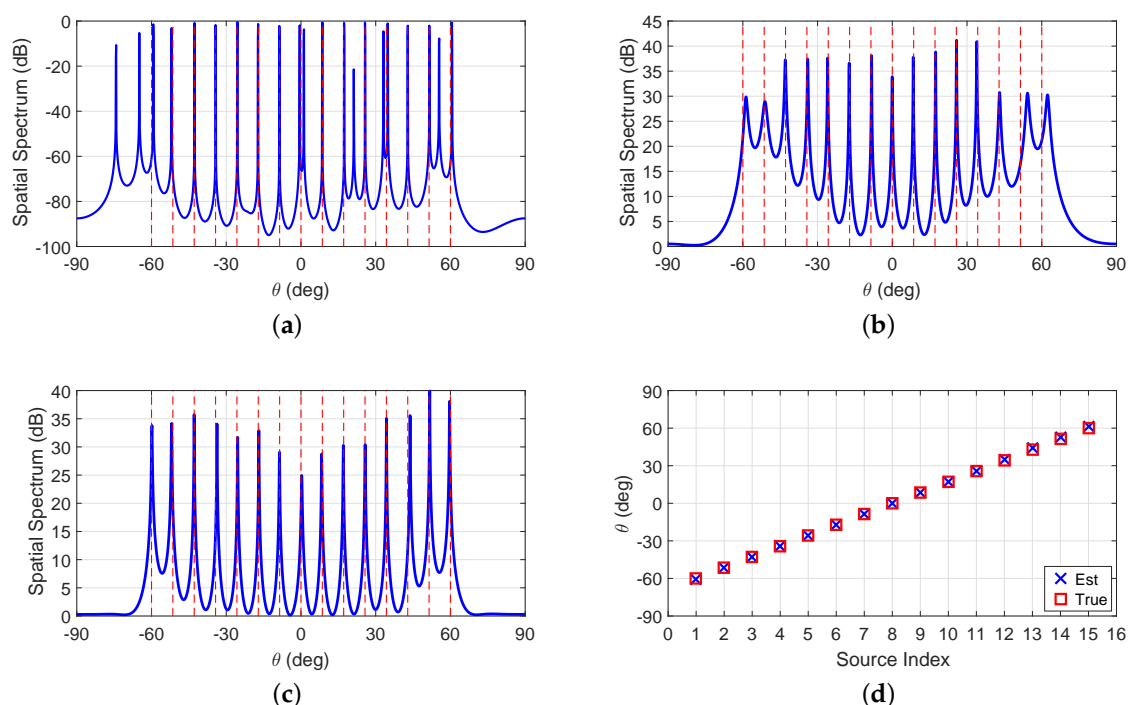 Spatial Spectrum (dB)
0
-20
-40
-60
-80
-100
-90 -60 -30 0 30 60 90
θ (deg)
(a)
Spatial Spectrum (dB)
45
40
35
30
25
20
15
10
5
0
-90 -60 -30 0 30 60 90
θ (deg)
(b)
Spatial Spectrum (dB)
40
35
30
25
20
15
10
5
0
-90 -60 -30 0 30 60 90
θ (deg)
(c)
θ (deg)
90
60
30
0
-30
-60
-90
Est
True
0 1 2 3 4 5 6 7 8 9 10 11 12 13 14 15 16
Source Index
(d)